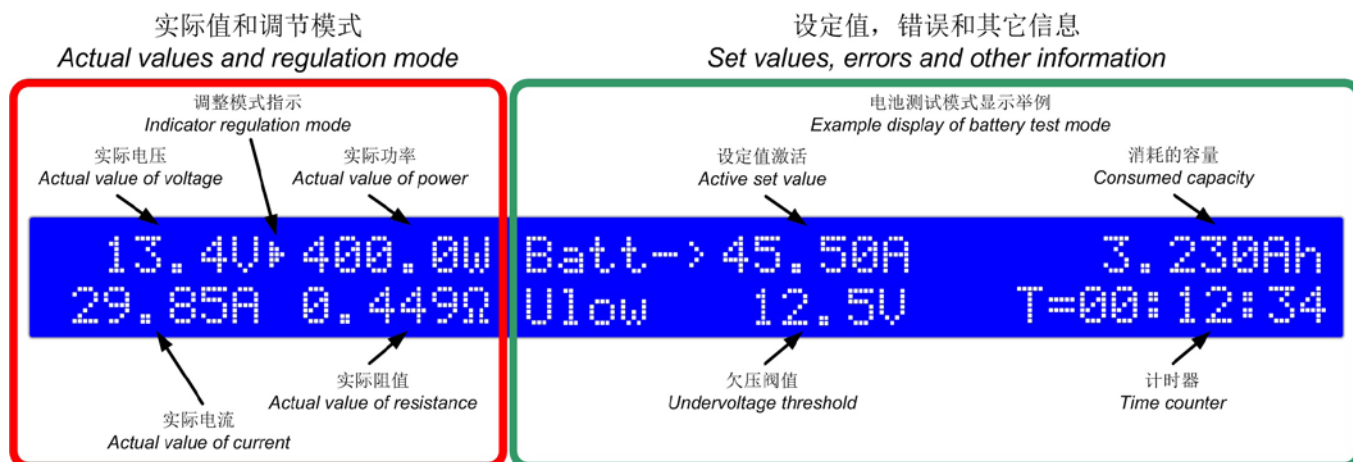 实际值和调节模式
Actual values and regulation mode
设定值，错误和其它信息
Set values, errors and other information
调整模式指示
Indicator regulation mode
实际电压
Actual value of voltage
实际功率
Actual value of power
电池测试模式显示举例
Example display of battery test mode
设定值激活
Active set value
消耗的容量
Consumed capacity
13.4V▶400.0W Batt->45.50A 3.230Ah
29.85A 0.449Ω Ulow 12.5V T=00:12:34
实际电流
Actual value of current
实际阻值
Actual value of resistance
欠压阀值
Undervoltage threshold
计时器
Time counter